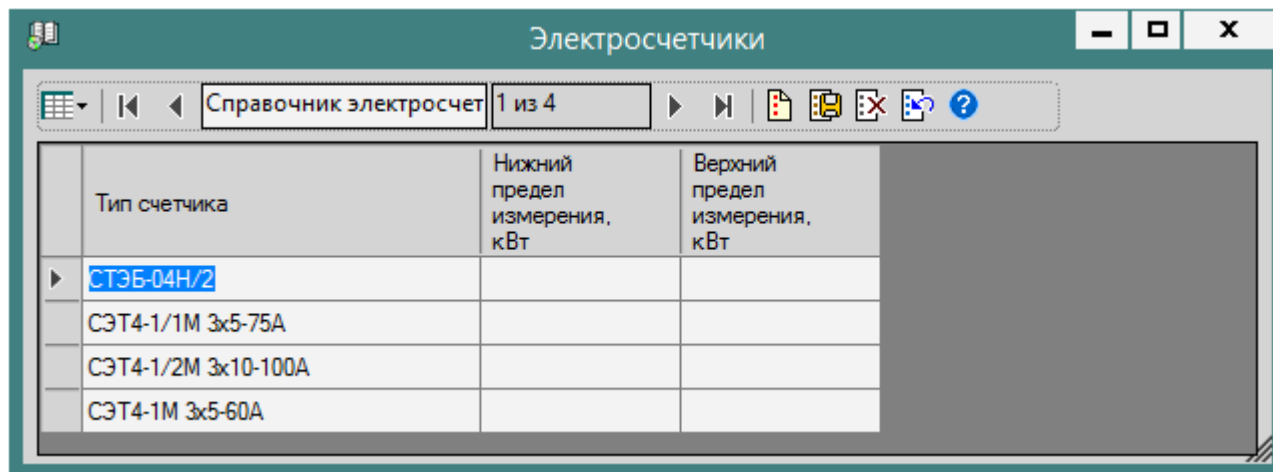 Электросчетчики
Справочник электросчет 1 из 4
Тип счетчика
Нижний
предел
измерения,
кВт
Верхний
предел
измерения,
кВт
СТЭБ-04Н/2
СЭТ4-1/1М 3х5-75А
СЭТ4-1/2М 3х10-100А
СЭТ4-1М 3х5-60А